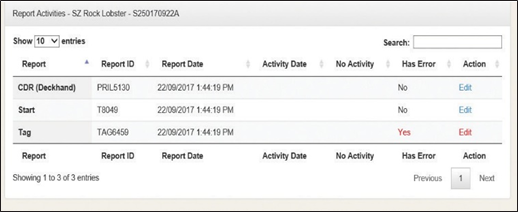 Report Activities - SZ Rock Lobster - S250170922A
Show 10 entries Search:
Report Report ID Report Date Activity Date No Activity Has Error Action
CDR (Deckhand) PRIL5130 22/09/2017 1:44:19 PM No Edit
Start T8049 22/09/2017 1:44:19 PM No Edit
Tag TAG6459 22/09/2017 1:44:19 PM Yes Edit
Report Report ID Report Date Activity Date No Activity Has Error Action
Showing 1 to 3 of 3 entries Previous 1 Next